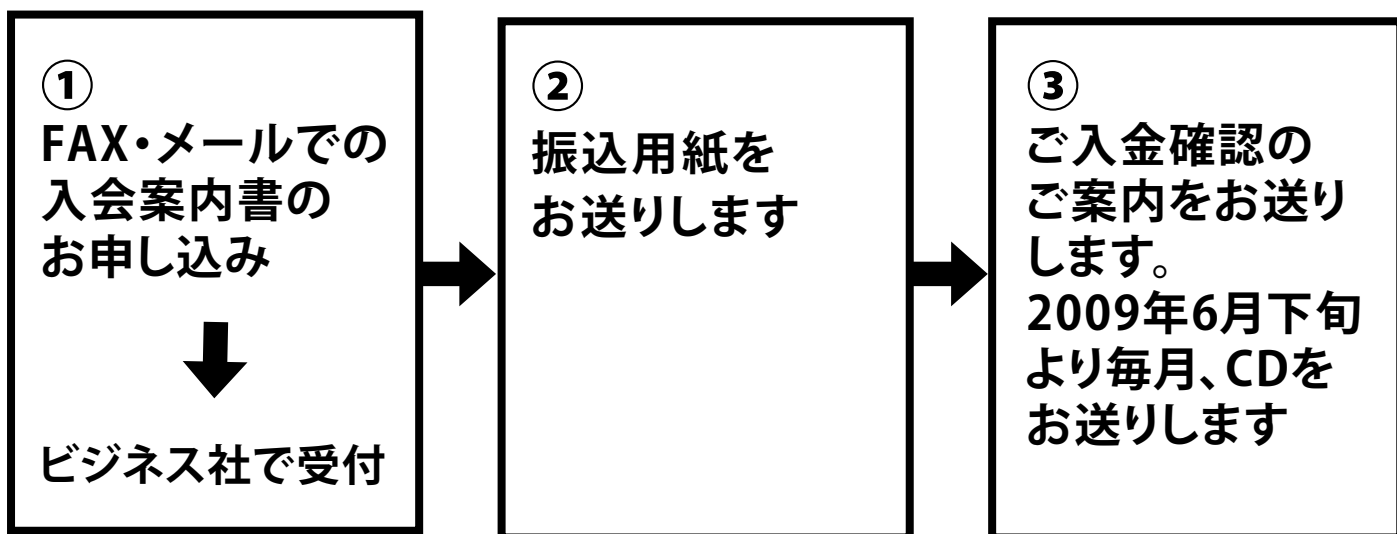 ①
FAX・メールでの
入会案内書の
お申し込み
ビジネス社で受付
②
振込用紙を
お送りします
③
ご入金確認の
ご案内をお送り
します。
2009年6月下旬
より毎月、CDを
お送りします